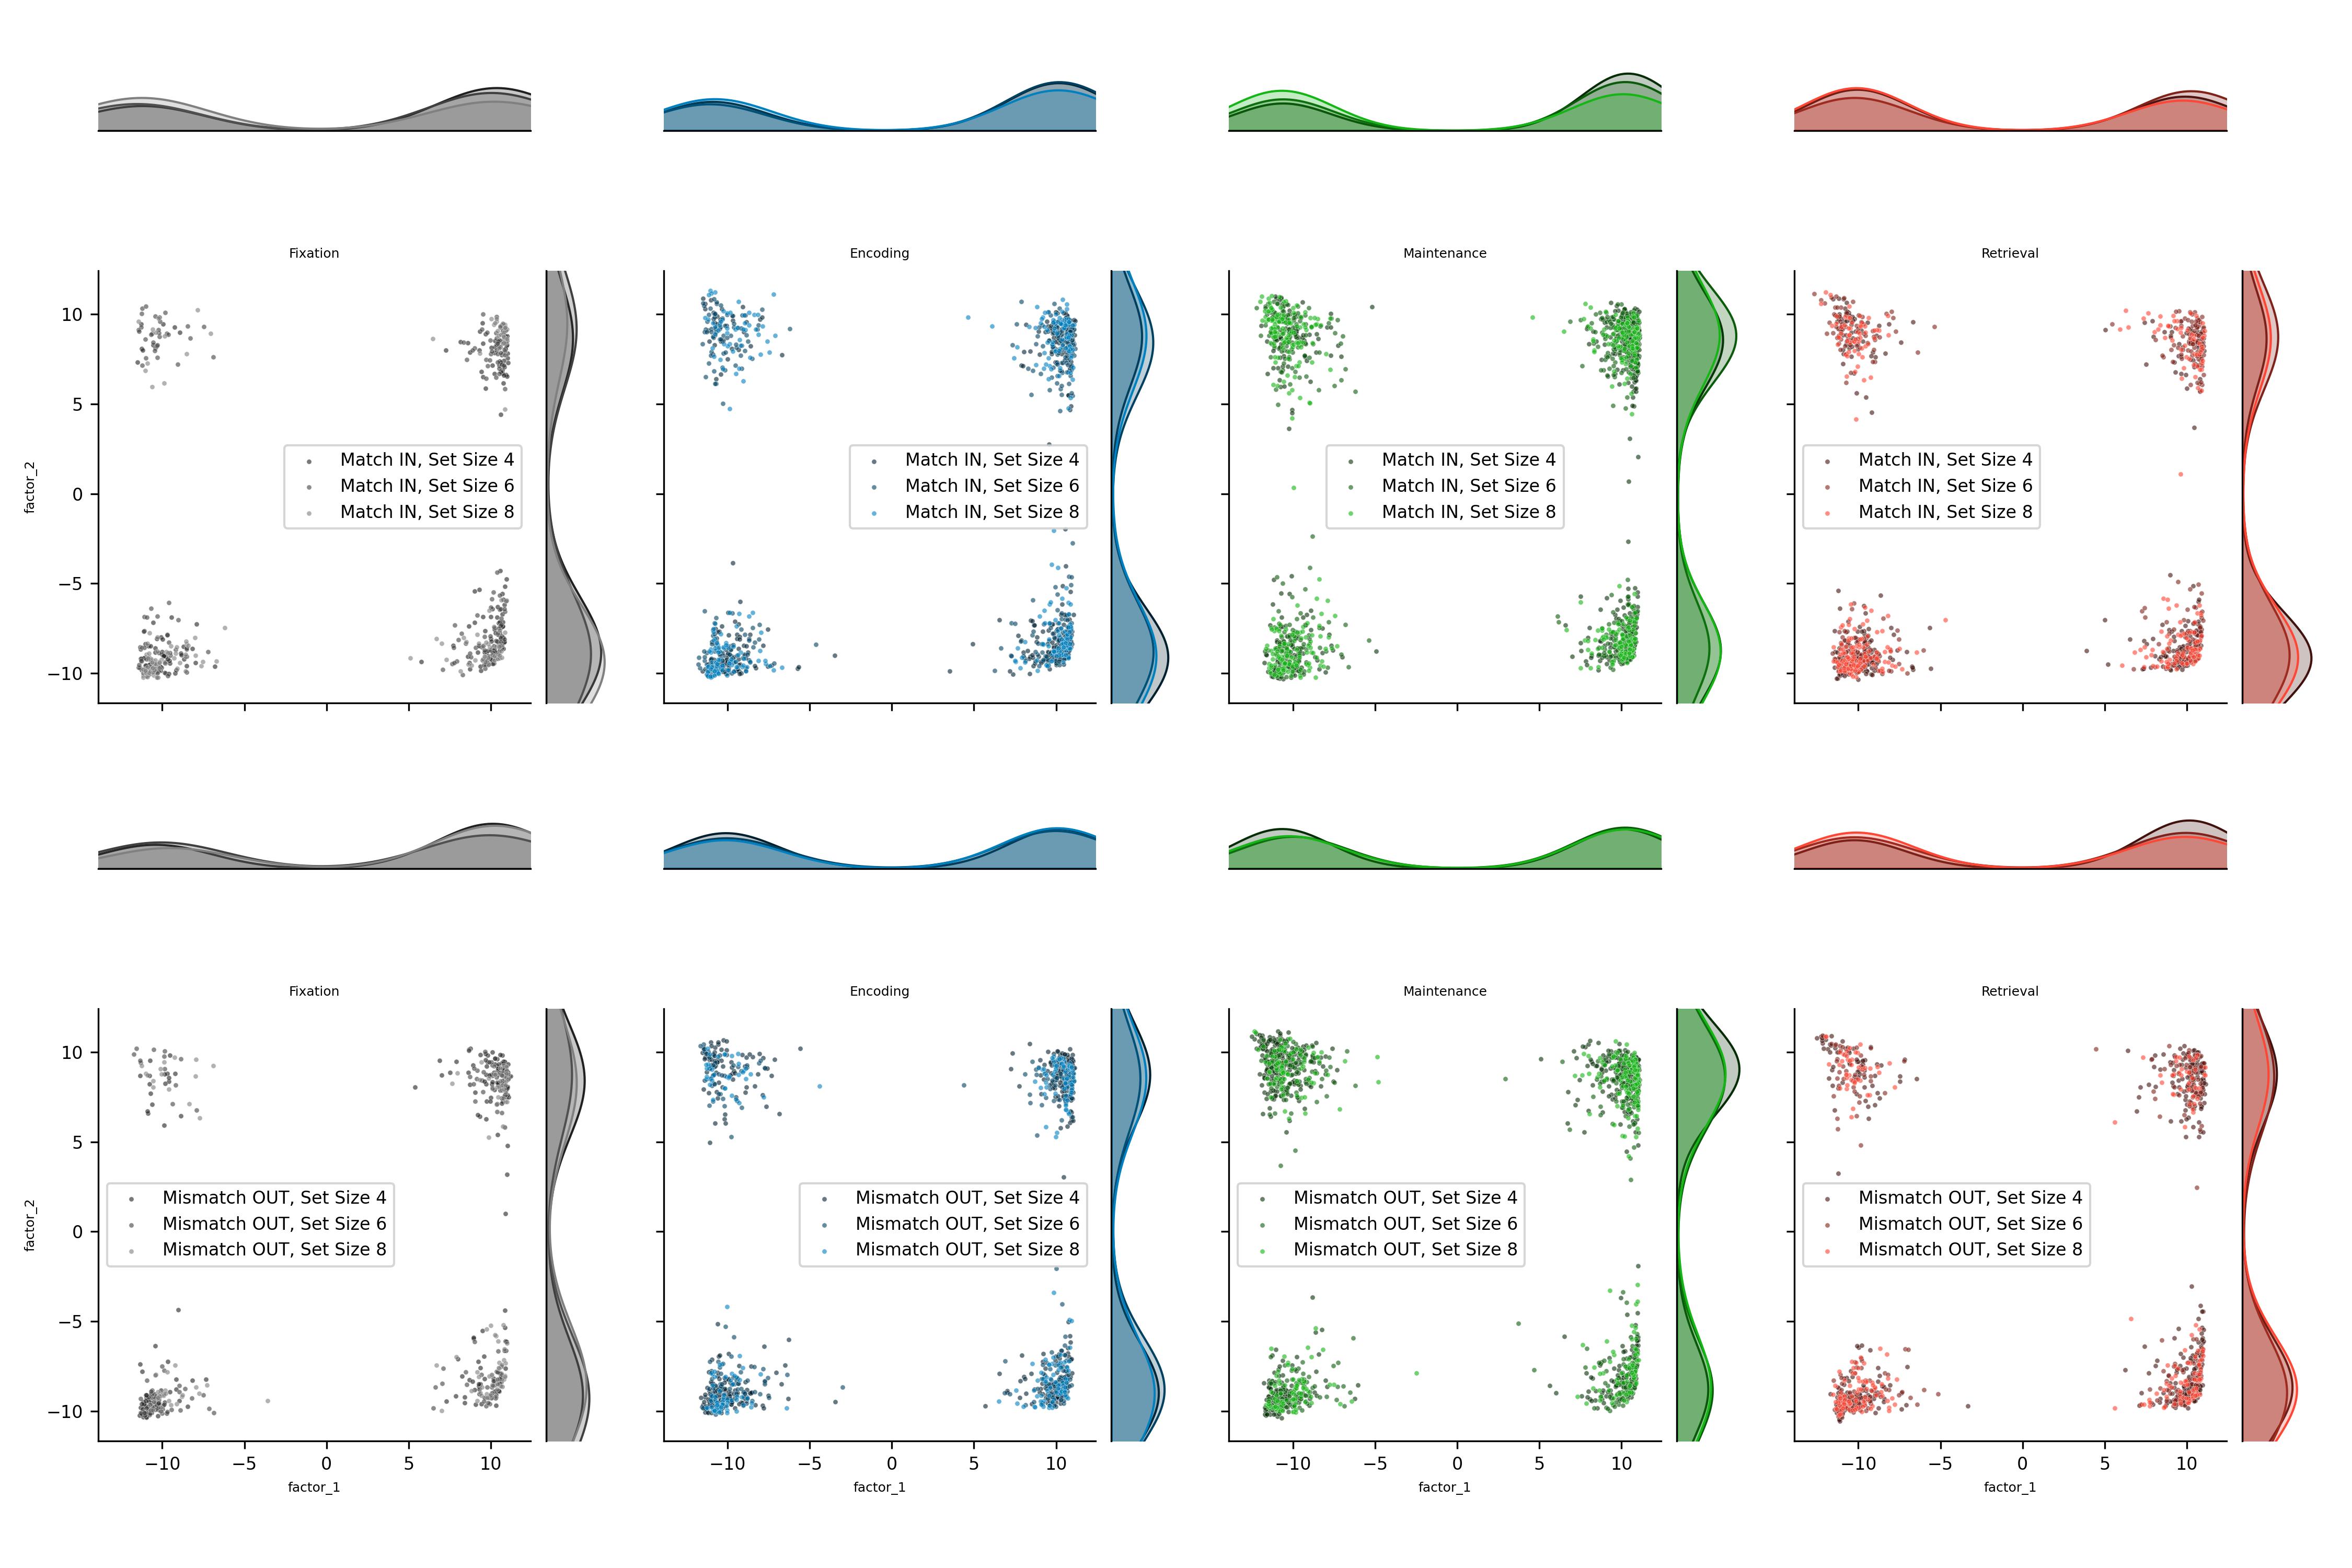 Fixation
Encoding
Maintenance
Retrieval
factor_2
10
5
0
−5
−10
Match IN, Set Size 4
Match IN, Set Size 6
Match IN, Set Size 8
Match IN, Set Size 4
Match IN, Set Size 6
Match IN, Set Size 8
Match IN, Set Size 4
Match IN, Set Size 6
Match IN, Set Size 8
Match IN, Set Size 4
Match IN, Set Size 6
Match IN, Set Size 8
Fixation
Encoding
Maintenance
Retrieval
factor_2
10
5
0
−5
−10
Mismatch OUT, Set Size 4
Mismatch OUT, Set Size 6
Mismatch OUT, Set Size 8
Mismatch OUT, Set Size 4
Mismatch OUT, Set Size 6
Mismatch OUT, Set Size 8
Mismatch OUT, Set Size 4
Mismatch OUT, Set Size 6
Mismatch OUT, Set Size 8
Mismatch OUT, Set Size 4
Mismatch OUT, Set Size 6
Mismatch OUT, Set Size 8
−10 −5 0 5 10
factor_1
−10 −5 0 5 10
factor_1
−10 −5 0 5 10
factor_1
−10 −5 0 5 10
factor_1